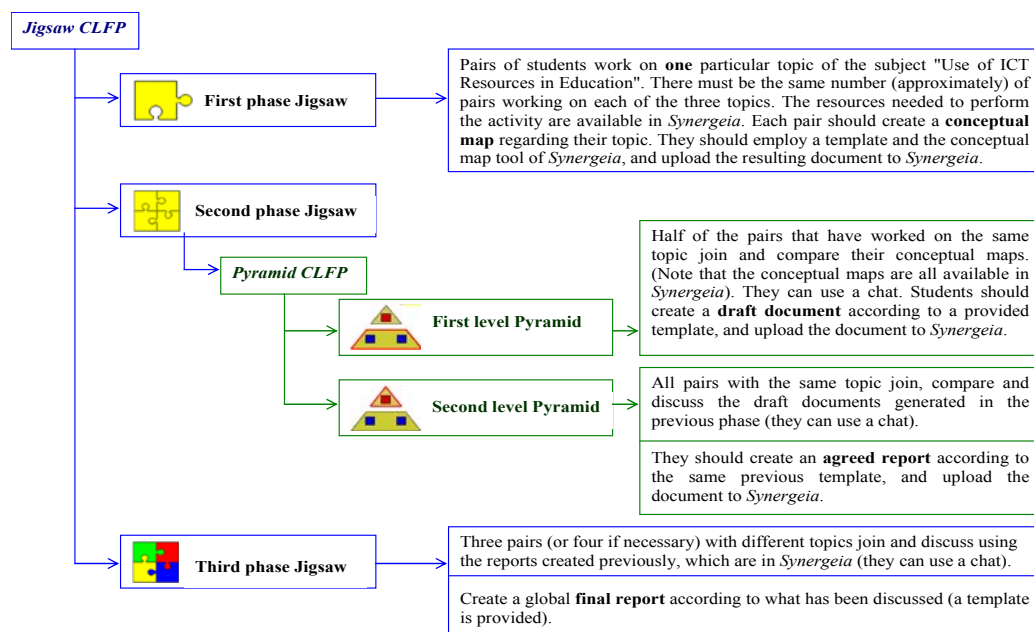 Jigsaw CLFP
First phase Jigsaw
Pairs of students work on one particular topic of the subject "Use of ICT
Resources in Education". There must be the same number (approximately) of
pairs working on each of the three topics. The resources needed to perform
the activity are available in Synergeia. Each pair should create a conceptual
map regarding their topic. They should employ a template and the conceptual
map tool of Synergeia, and upload the resulting document to Synergeia.
Second phase Jigsaw
Pyramid CLFP
First level Pyramid
Half of the pairs that have worked on the same
topic join and compare their conceptual maps.
(Note that the conceptual maps are all available in
Synergeia). They can use a chat. Students should
create a draft document according to a provided
template, and upload the document to Synergeia.
Second level Pyramid
All pairs with the same topic join, compare and
discuss the draft documents generated in the
previous phase (they can use a chat).
They should create an agreed report according to
the same previous template, and upload the
document to Synergeia.
Third phase Jigsaw
Three pairs (or four if necessary) with different topics join and discuss using
the reports created previously, which are in Synergeia (they can use a chat).
Create a global final report according to what has been discussed (a template
is provided).